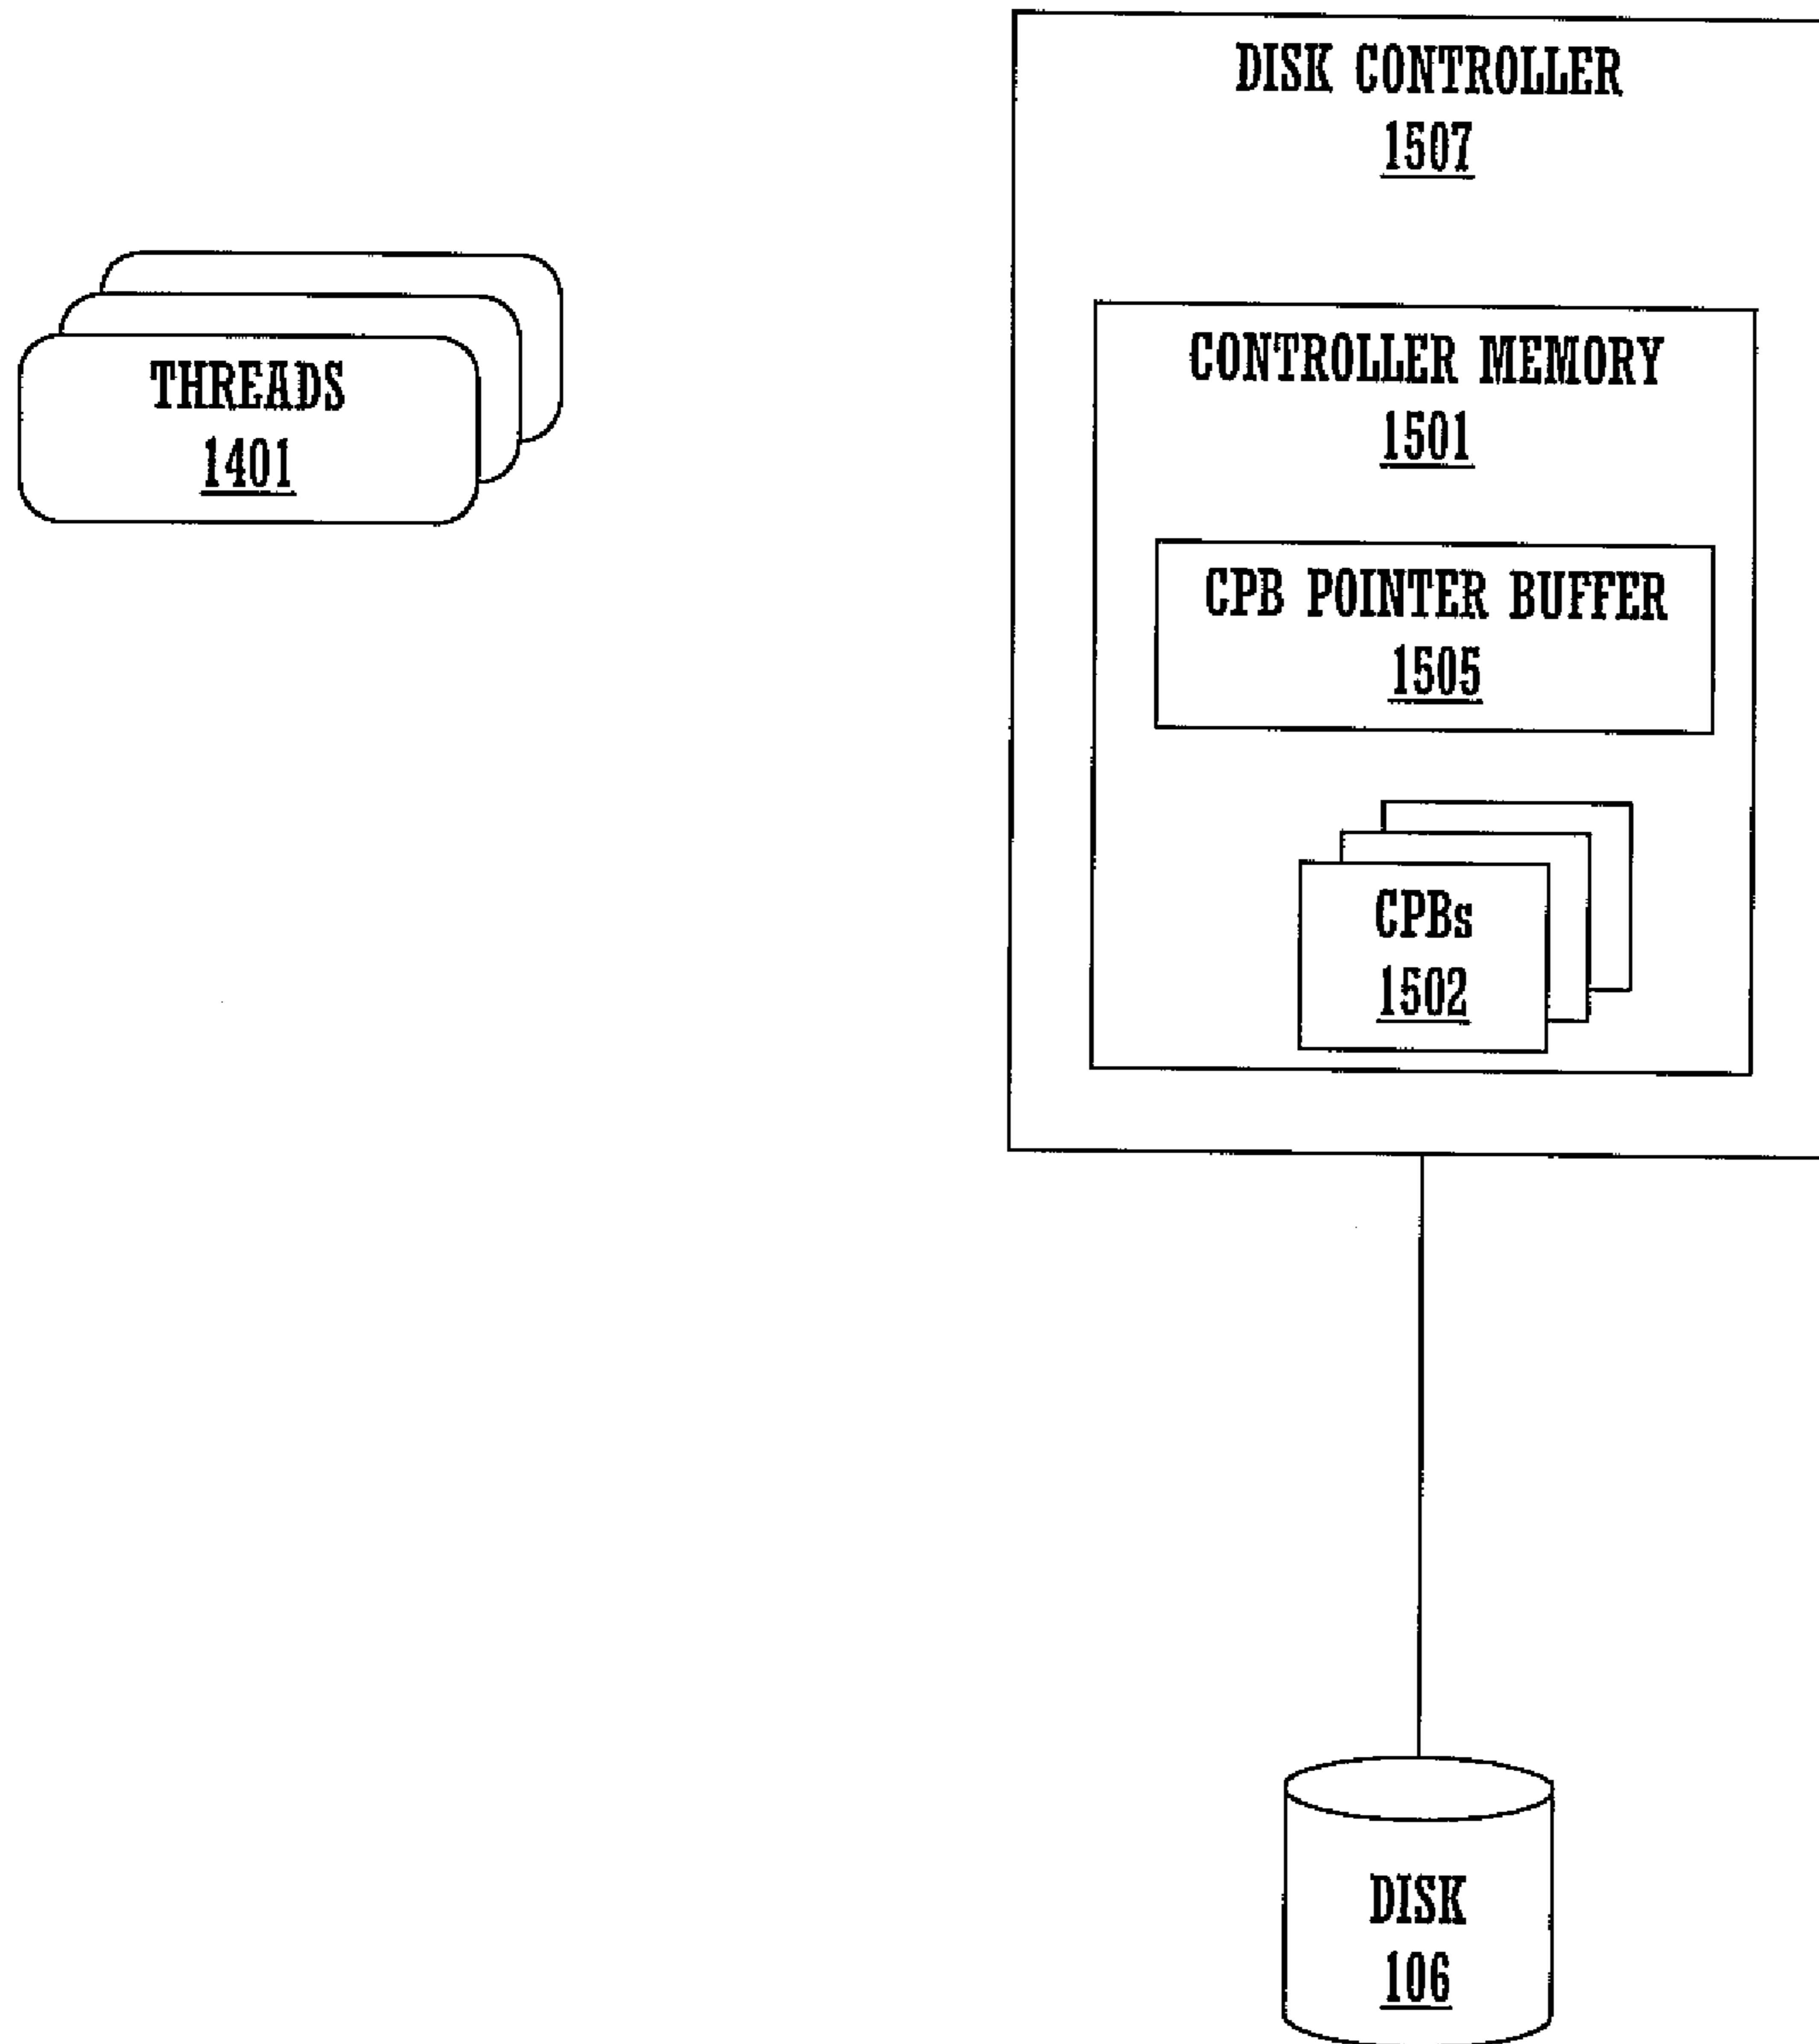 DISK CONTROLLER
1507
THREADS
1401
CONTROLLER MEMORY
1501
CPB POINTER BUFFER
1505
CPBs
1502
DISK
106